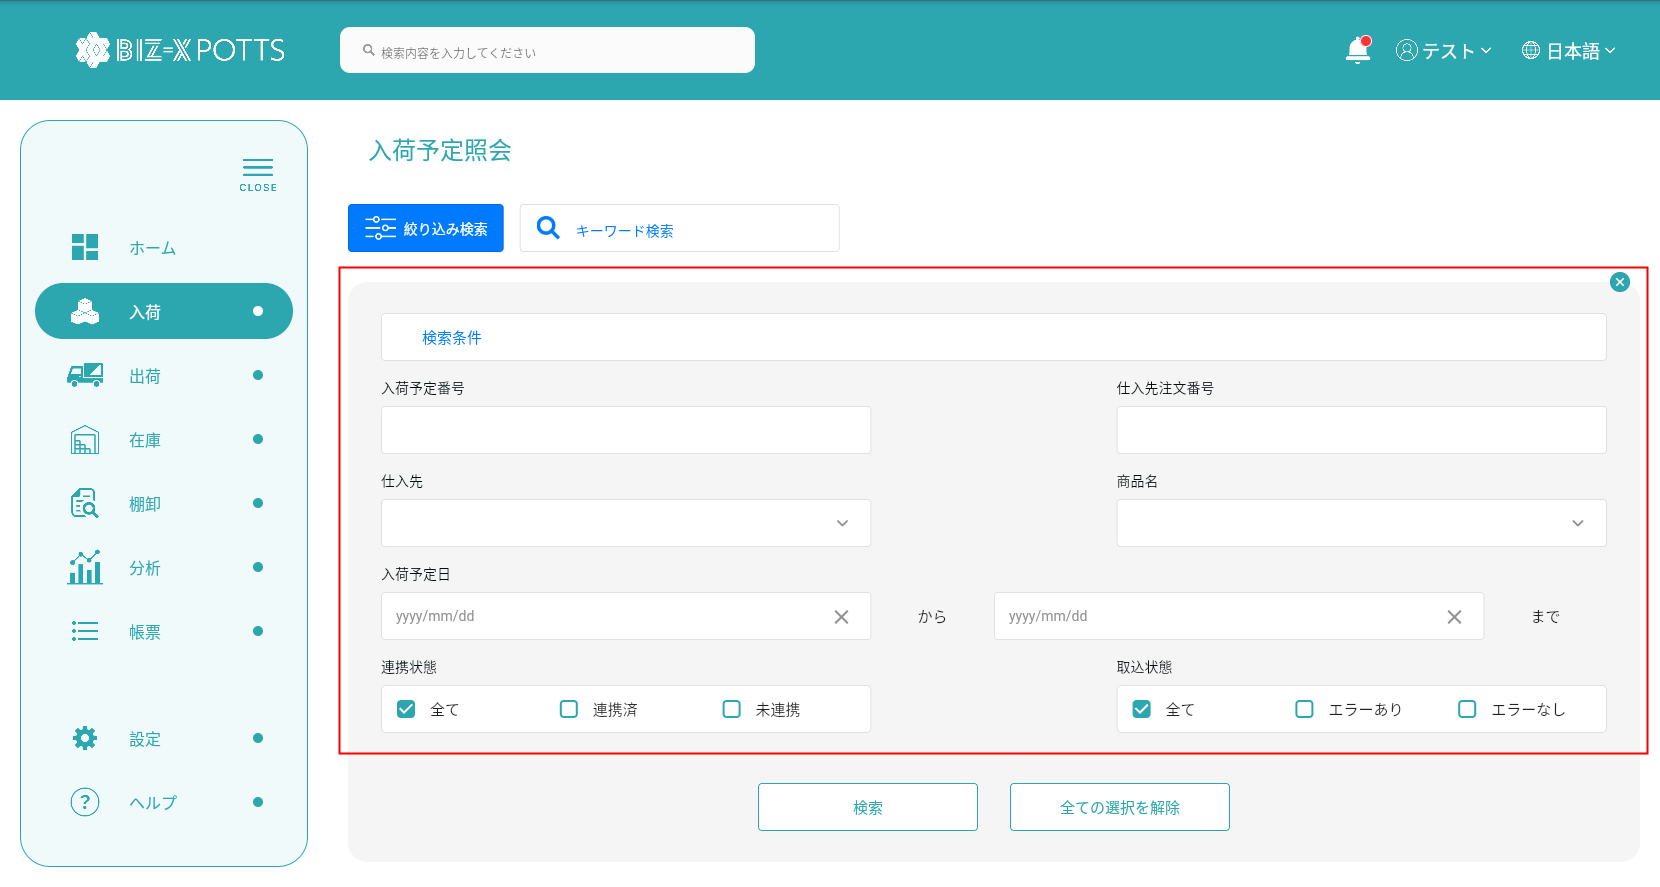 BIZ-X POTTS
検索内容を入力してください
テスト
日本語
CLOSE
ホーム
入荷
出荷
在庫
棚卸
分析
帳票
設定
?
ヘルプ
入荷予定照会
絞り込み検索
キーワード検索
検索条件
入荷予定番号
仕入先注文番号
仕入先
商品名
入荷予定日
yyyy/mm/dd
から
yyyy/mm/dd
まで
連携状態
取込状態
全て 連携済 未連携
全て エラーあり エラーなし
検索
全ての選択を解除